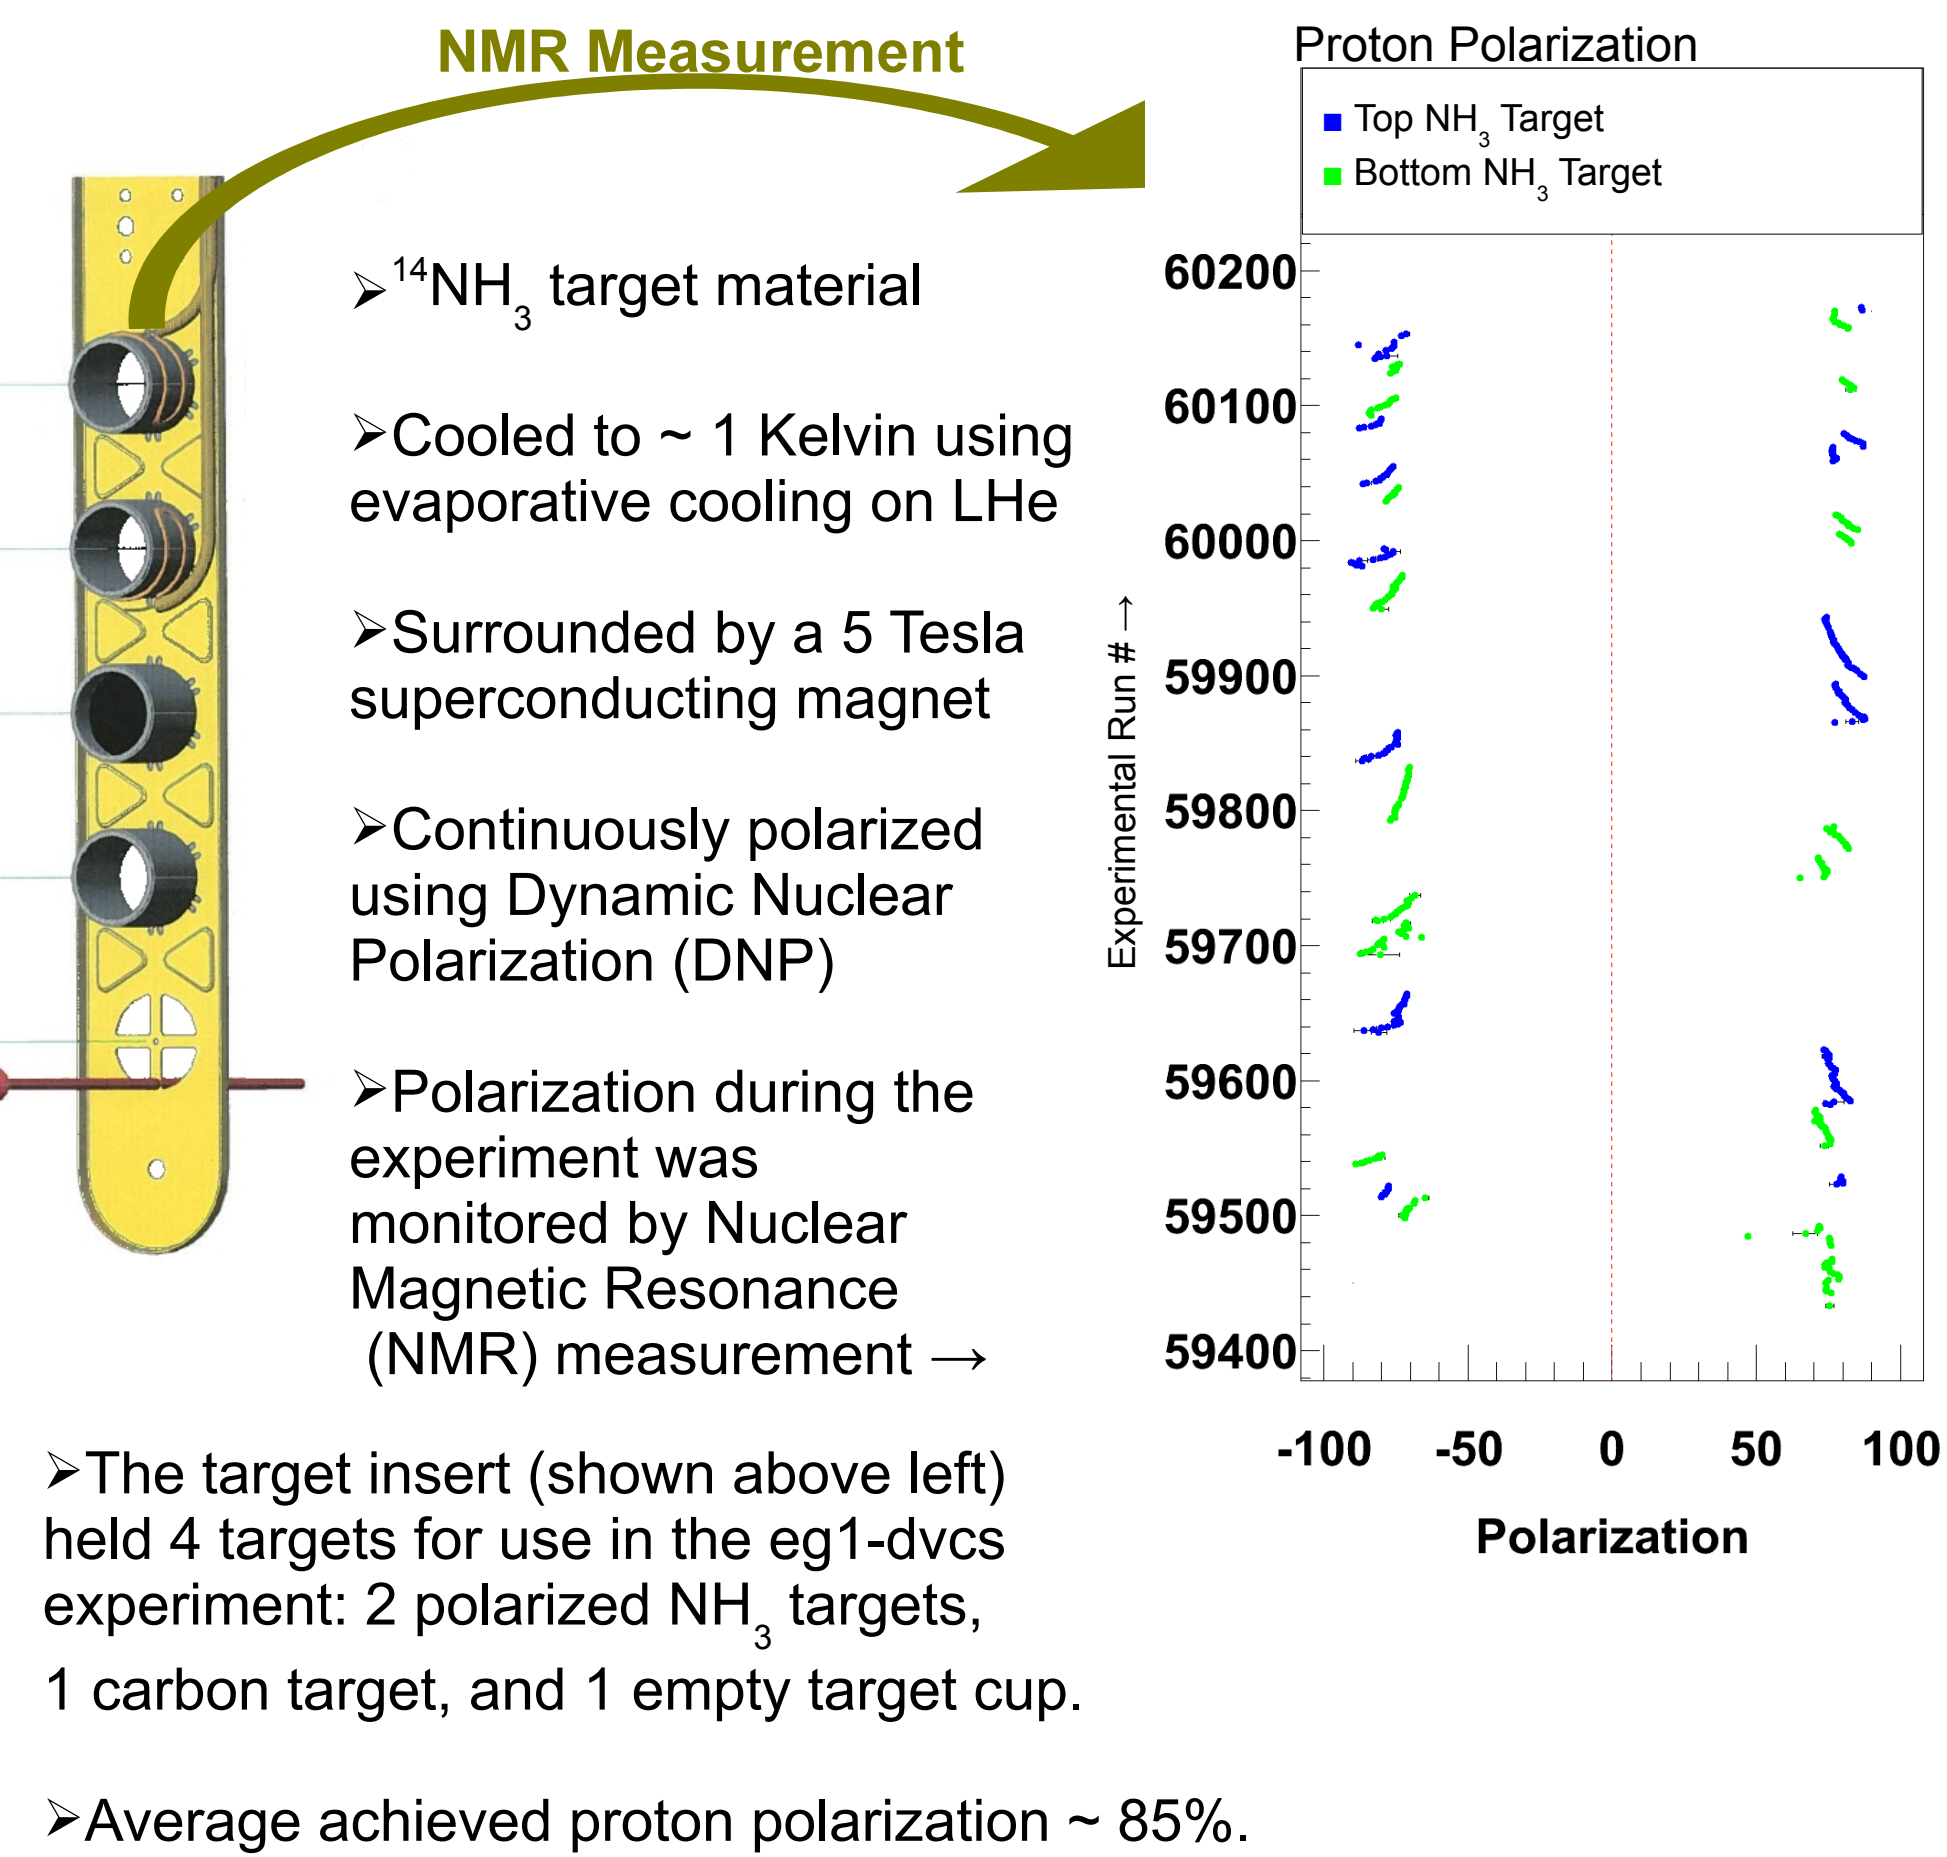 NMR Measurement
➢¹⁴NH₃ target material
➢Cooled to ~ 1 Kelvin using
evaporative cooling on LHe
➢Surrounded by a 5 Tesla
superconducting magnet
➢Continuously polarized
using Dynamic Nuclear
Polarization (DNP)
➢Polarization during the
experiment was
monitored by Nuclear
Magnetic Resonance
(NMR) measurement →
Proton Polarization
Top NH₃ Target
Bottom NH₃ Target
Experimental Run # →
60200
60100
60000
59900
59800
59700
59600
59500
59400
-100 -50 0 50 100
Polarization
➢The target insert (shown above left)
held 4 targets for use in the eg1-dvcs
experiment: 2 polarized NH₃ targets,
1 carbon target, and 1 empty target cup.
➢Average achieved proton polarization ~ 85%.